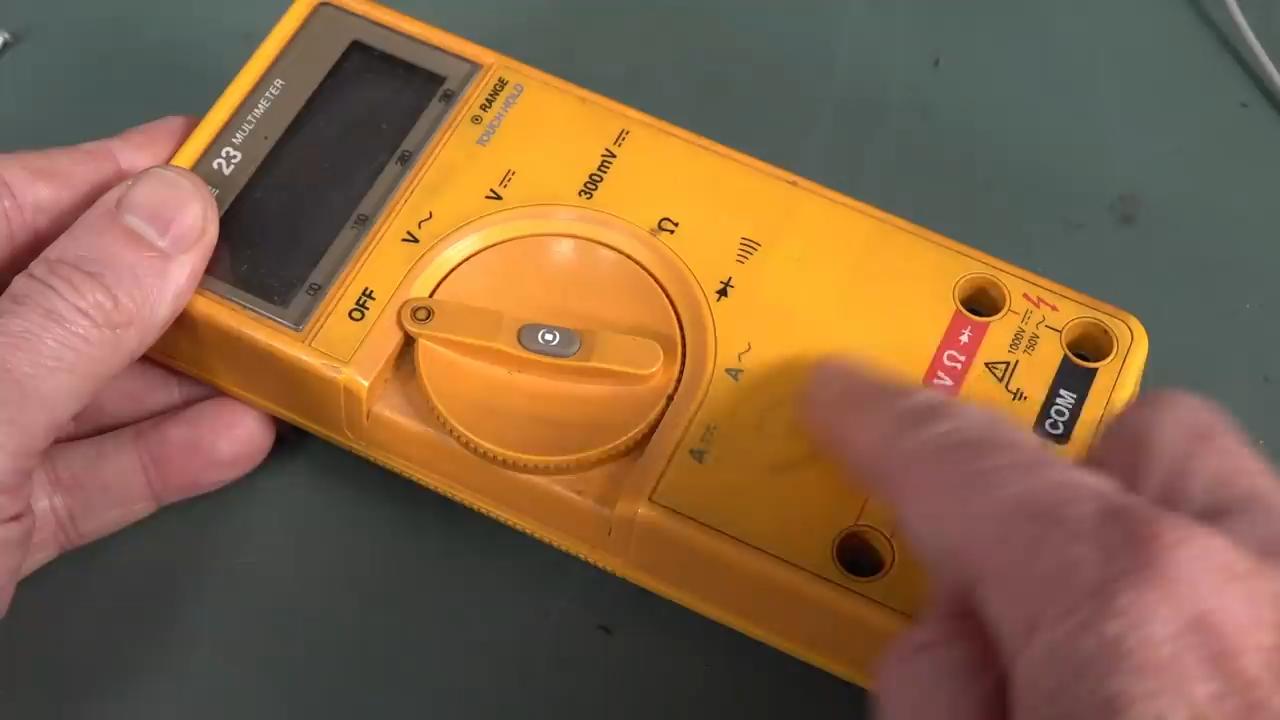 23 MULTIMETER
RANGE
TOUCH HOLD
OFF
V
V
300mV
Ω
A
A
V Ω
1000V
750V
COM